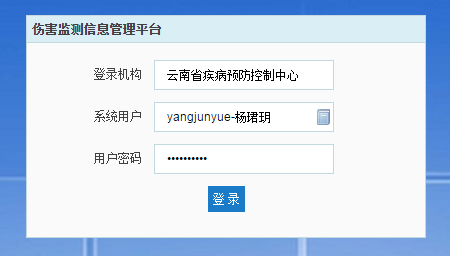 伤害监测信息管理平台
登录机构 云南省疾病预防控制中心
系统用户 yangjunyue-杨珺玥
用户密码 ••••••••••
登 录